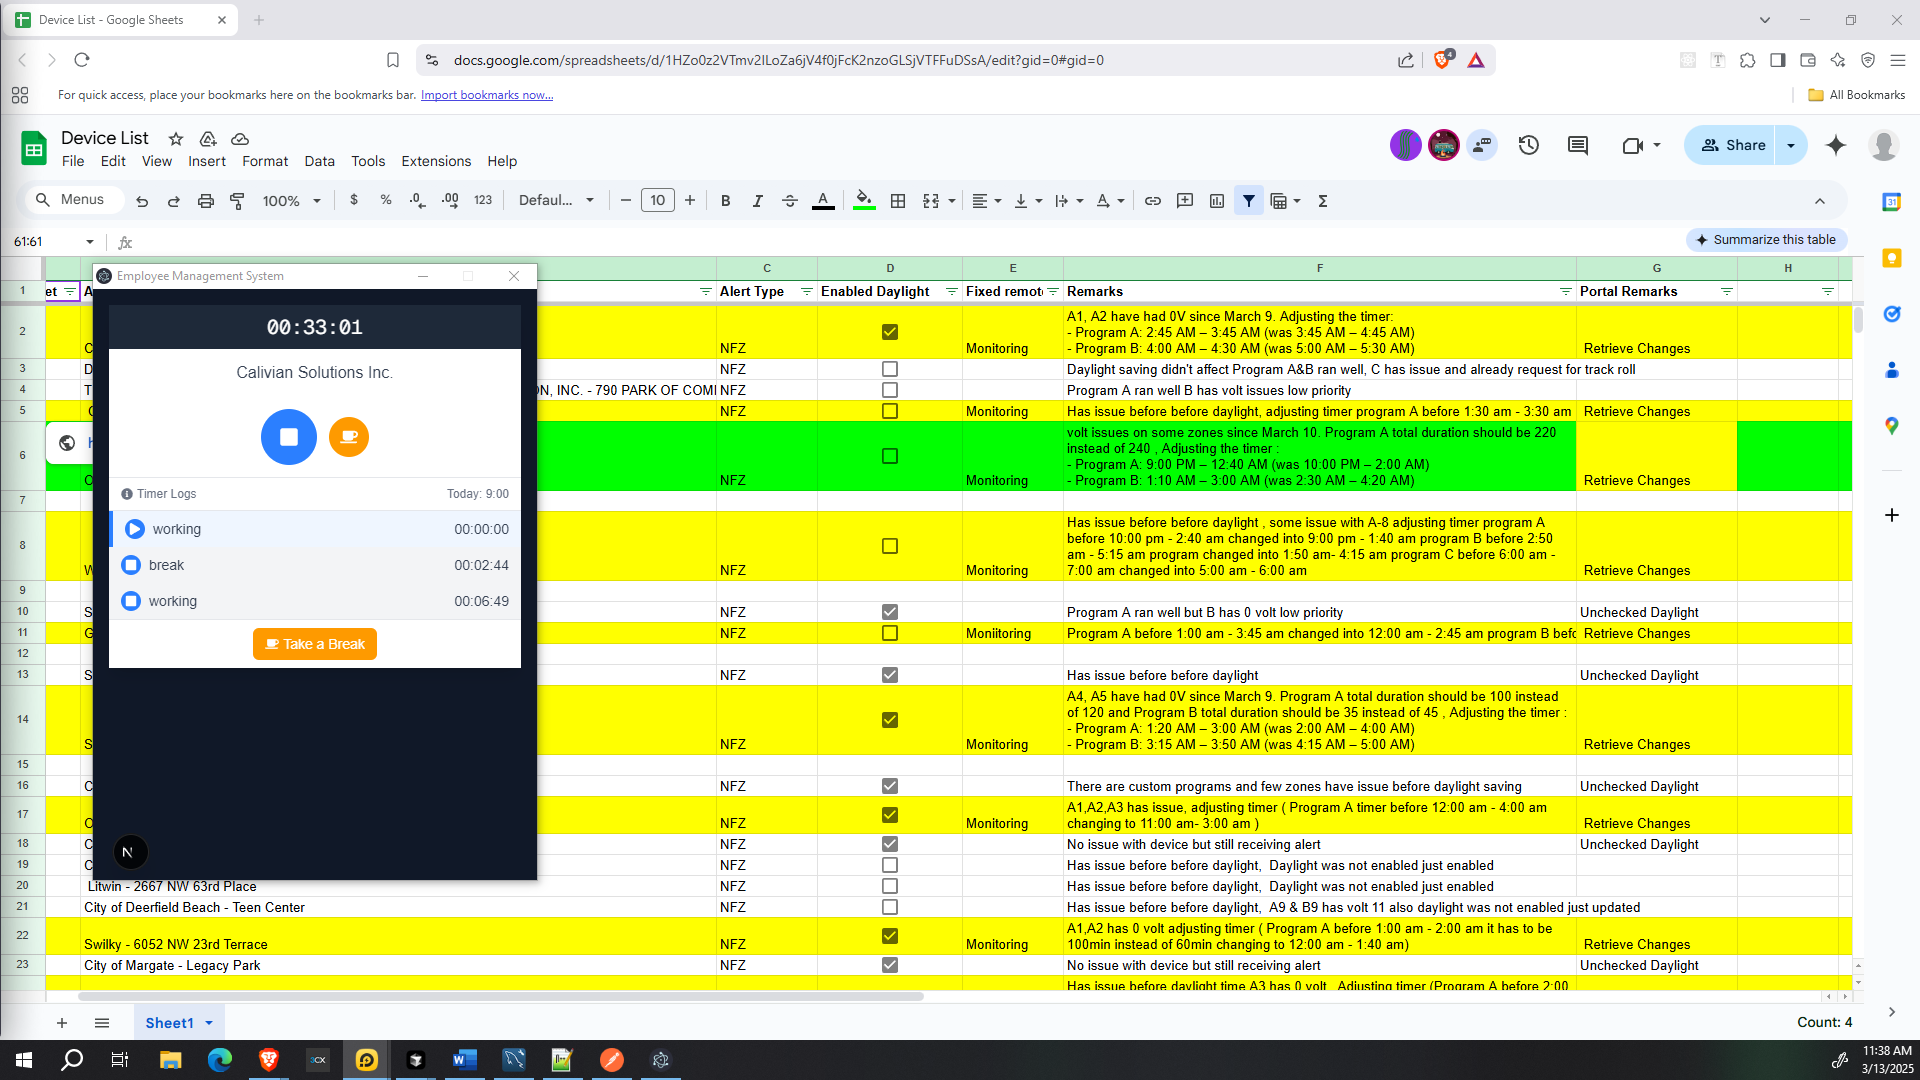 Device List - Google Sheets
docs.google.com/spreadsheets/d/1HZo0z2VTmv2ILoZa6jV4f0jFcK2nzoGLSjVTFFuDSsA/edit?gid=0#gid=0
4
For quick access, place your bookmarks here on the bookmarks bar. Import bookmarks now...
All Bookmarks
Device List
File Edit View Insert Format Data Tools Extensions Help
Share
Menus
100%
$ % .0 .00 123
Defaul...
10
B I A
61:61
fx
Summarize this table
31
C D E F G H
1 et A Alert Type Enabled Daylight Fixed remot Remarks Portal Remarks
Employee Management System
00:33:01
Calivian Solutions Inc.
Timer Logs Today: 9:00
working 00:00:00
break 00:02:44
working 00:06:49
Take a Break
N
2 C NFZ Monitoring
A1, A2 have had 0V since March 9. Adjusting the timer:
- Program A: 2:45 AM – 3:45 AM (was 3:45 AM – 4:45 AM)
- Program B: 4:00 AM – 4:30 AM (was 5:00 AM – 5:30 AM)
Retrieve Changes
3 D NFZ Daylight saving didn't affect Program A&B ran well, C has issue and already request for track roll
4 T ON, INC. - 790 PARK OF COMI NFZ Program A ran well B has volt issues low priority
5 C NFZ Monitoring Has issue before before daylight, adjusting timer program A before 1:30 am - 3:30 am Retrieve Changes
6 O NFZ Monitoring
volt issues on some zones since March 10. Program A total duration should be 220
instead of 240 , Adjusting the timer :
- Program A: 9:00 PM – 12:40 AM (was 10:00 PM – 2:00 AM)
- Program B: 1:10 AM – 3:00 AM (was 2:30 AM – 4:20 AM)
Retrieve Changes
7
8 W NFZ Monitoring
Has issue before before daylight , some issue with A-8 adjusting timer program A
before 10:00 pm - 2:40 am changed into 9:00 pm - 1:40 am program B before 2:50
am - 5:15 am program changed into 1:50 am- 4:15 am program C before 6:00 am -
7:00 am changed into 5:00 am - 6:00 am
Retrieve Changes
9
10 S NFZ Program A ran well but B has 0 volt low priority Unchecked Daylight
11 G NFZ Moniitoring Program A before 1:00 am - 3:45 am changed into 12:00 am - 2:45 am program B befo Retrieve Changes
12
13 S NFZ Has issue before before daylight Unchecked Daylight
14 S NFZ Monitoring
A4, A5 have had 0V since March 9. Program A total duration should be 100 instead
of 120 and Program B total duration should be 35 instead of 45 , Adjusting the timer :
- Program A: 1:20 AM – 3:00 AM (was 2:00 AM – 4:00 AM)
- Program B: 3:15 AM – 3:50 AM (was 4:15 AM – 5:00 AM)
Retrieve Changes
15
16 C NFZ There are custom programs and few zones have issue before daylight saving Unchecked Daylight
17 O NFZ Monitoring
A1,A2,A3 has issue, adjusting timer ( Program A timer before 12:00 am - 4:00 am
changing to 11:00 am- 3:00 am )
Retrieve Changes
18 C NFZ No issue with device but still receiving alert Unchecked Daylight
19 C NFZ Has issue before before daylight, Daylight was not enabled just enabled
20 Litwin - 2667 NW 63rd Place NFZ Has issue before before daylight, Daylight was not enabled just enabled
21 City of Deerfield Beach - Teen Center NFZ Has issue before before daylight, A9 & B9 has volt 11 also daylight was not enabled just updated
22 Swilky - 6052 NW 23rd Terrace NFZ Monitoring
A1,A2 has 0 volt adjusting timer ( Program A before 1:00 am - 2:00 am it has to be
100min instead of 60min changing to 12:00 am - 1:40 am)
Retrieve Changes
23 City of Margate - Legacy Park NFZ No issue with device but still receiving alert Unchecked Daylight
Has issue before daylight time A3 has 0 volt , Adjusting timer (Program A before 2:00
Sheet1
Count: 4
3CX
W
11:38 AM
3/13/2025